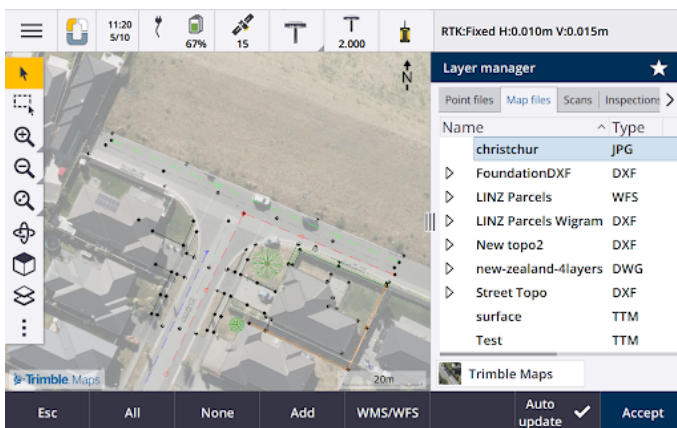 11:20
5/10
67%
15
2.000
RTK:Fixed H:0.010m V:0.015m
Layer manager
Point files Map files Scans Inspections
Name Type
christchur JPG
FoundationDXF DXF
LINZ Parcels WFS
LINZ Parcels Wigram DXF
New topo2 DXF
new-zealand-4layers DWG
Street Topo DXF
surface TTM
Test TTM
N
Trimble Maps
20m
Trimble Maps
Esc All None Add WMS/WFS Auto update Accept